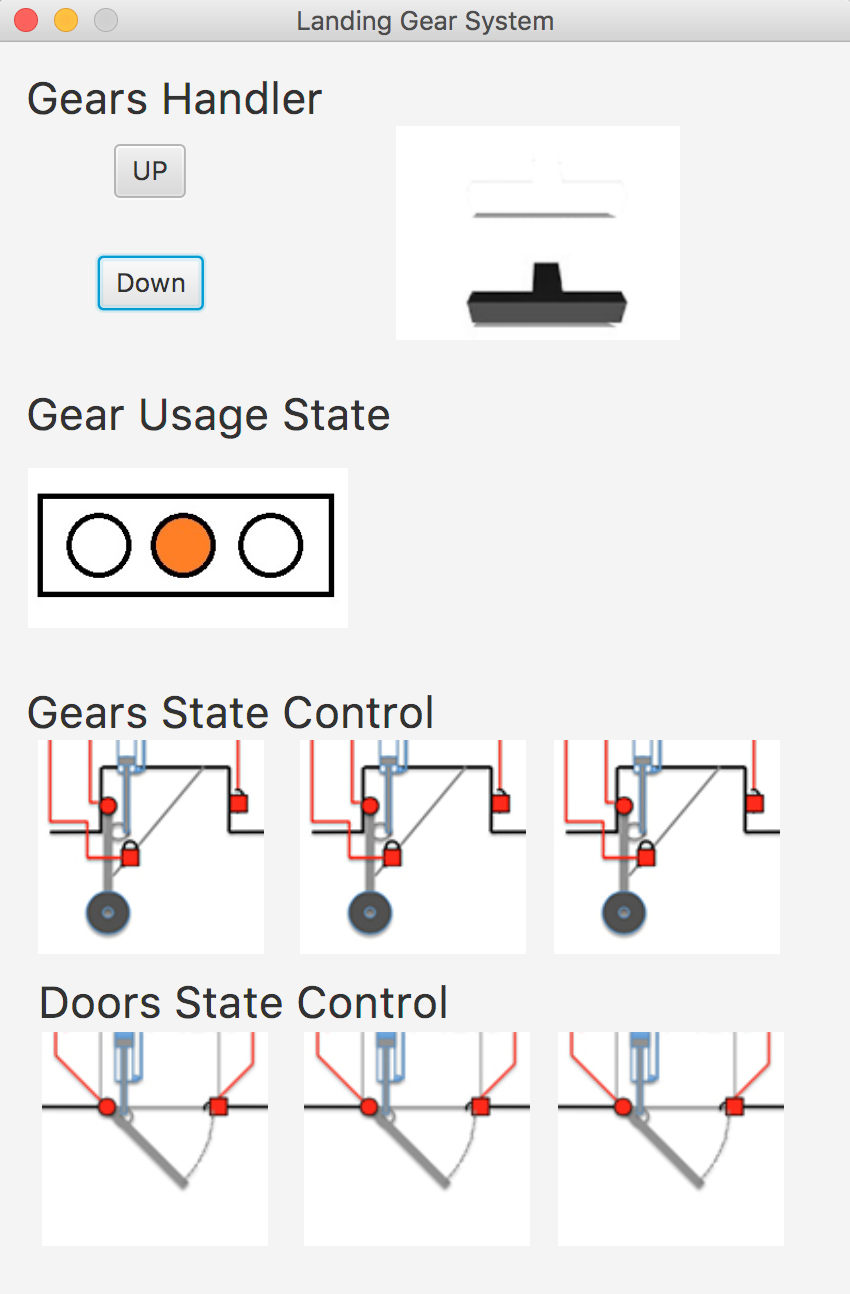 Landing Gear System
Gears Handler
UP
Down
Gear Usage State
Gears State Control
Doors State Control